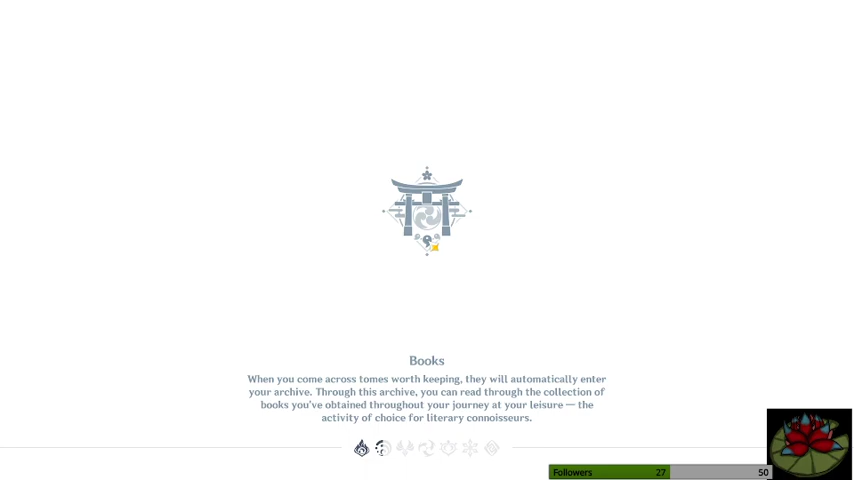 Books
When you come across tomes worth keeping, they will automatically enter
your archive. Through this archive, you can read through the collection of
books you've obtained throughout your journey at your leisure — the
activity of choice for literary connoisseurs.
Followers 27 50